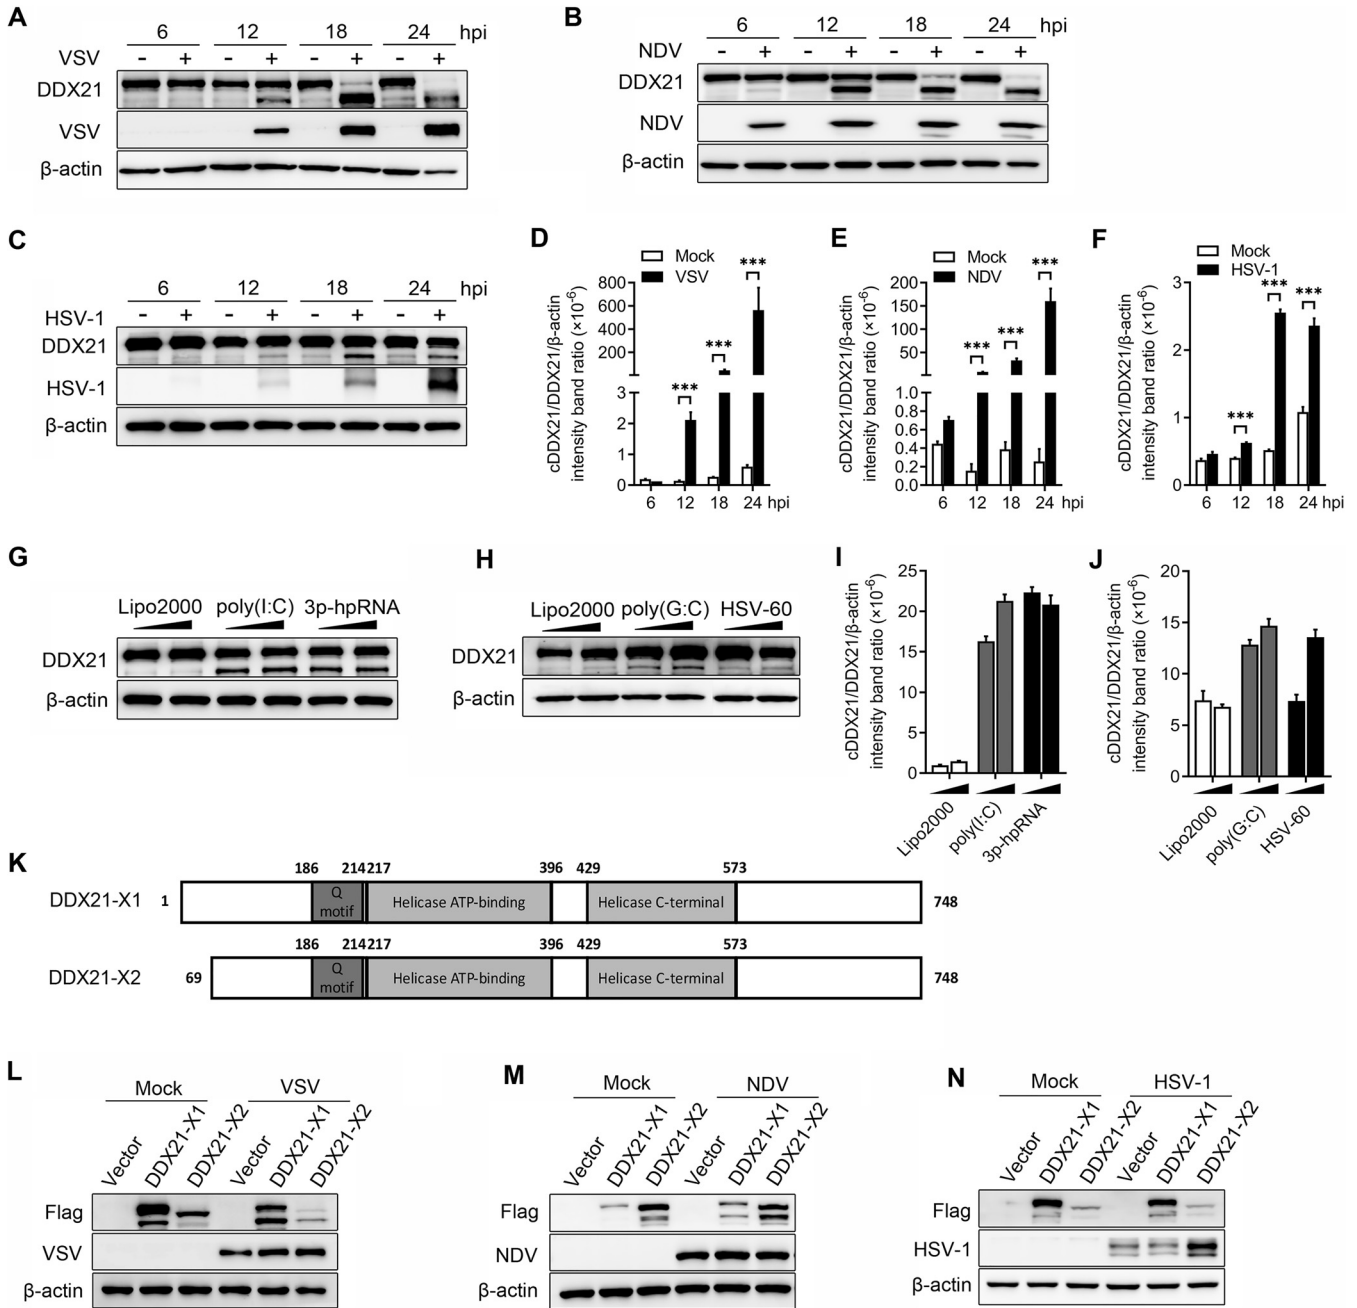 A
6 12 18 24 hpi
VSV - + - + - + - +
DDX21
VSV
β-actin
B
6 12 18 24 hpi
NDV - + - + - + - +
DDX21
NDV
β-actin
C
6 12 18 24 hpi
HSV-1 - + - + - + - +
DDX21
HSV-1
β-actin
D
Mock
VSV
cDDX21/DDX21/β-actin
intensity band ratio (×10⁻⁶)
800
600
400
200
3
2
1
0
*** *** ***
6 12 18 24 hpi
E
Mock
NDV
cDDX21/DDX21/β-actin
intensity band ratio (×10⁻⁶)
200
150
100
50
1.0
0.8
0.6
0.4
0.2
0.0
*** *** ***
6 12 18 24 hpi
F
Mock
HSV-1
cDDX21/DDX21/β-actin
intensity band ratio (×10⁻⁶)
3
2
1
0
*** *** ***
6 12 18 24 hpi
G
Lipo2000 poly(I:C) 3p-hpRNA
DDX21
β-actin
H
Lipo2000 poly(G:C) HSV-60
DDX21
β-actin
I
cDDX21/DDX21/β-actin
intensity band ratio (×10⁻⁶)
25
20
15
10
5
0
Lipo2000 poly(I:C) 3p-hpRNA
J
cDDX21/DDX21/β-actin
intensity band ratio (×10⁻⁶)
20
15
10
5
0
Lipo2000 poly(G:C) HSV-60
K
186 214 217 396 429 573
DDX21-X1 1 Q motif Helicase ATP-binding Helicase C-terminal 748
186 214 217 396 429 573
DDX21-X2 69 Q motif Helicase ATP-binding Helicase C-terminal 748
L
Mock VSV
Vector DDX21-X1 DDX21-X2 Vector DDX21-X1 DDX21-X2
Flag
VSV
β-actin
M
Mock NDV
Vector DDX21-X1 DDX21-X2 Vector DDX21-X1 DDX21-X2
Flag
NDV
β-actin
N
Mock HSV-1
Vector DDX21-X1 DDX21-X2 Vector DDX21-X1 DDX21-X2
Flag
HSV-1
β-actin